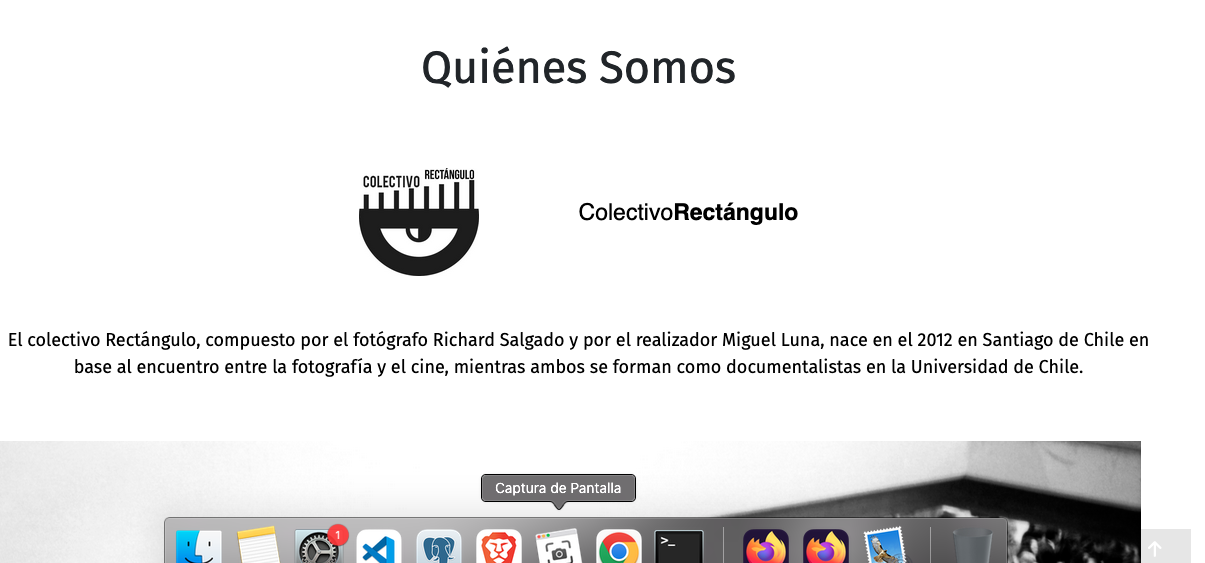 Quiénes Somos
COLECTIVO RECTÁNGULO
ColectivoRectángulo
El colectivo Rectángulo, compuesto por el fotógrafo Richard Salgado y por el realizador Miguel Luna, nace en el 2012 en Santiago de Chile en
base al encuentro entre la fotografía y el cine, mientras ambos se forman como documentalistas en la Universidad de Chile.
Captura de Pantalla
1
>_